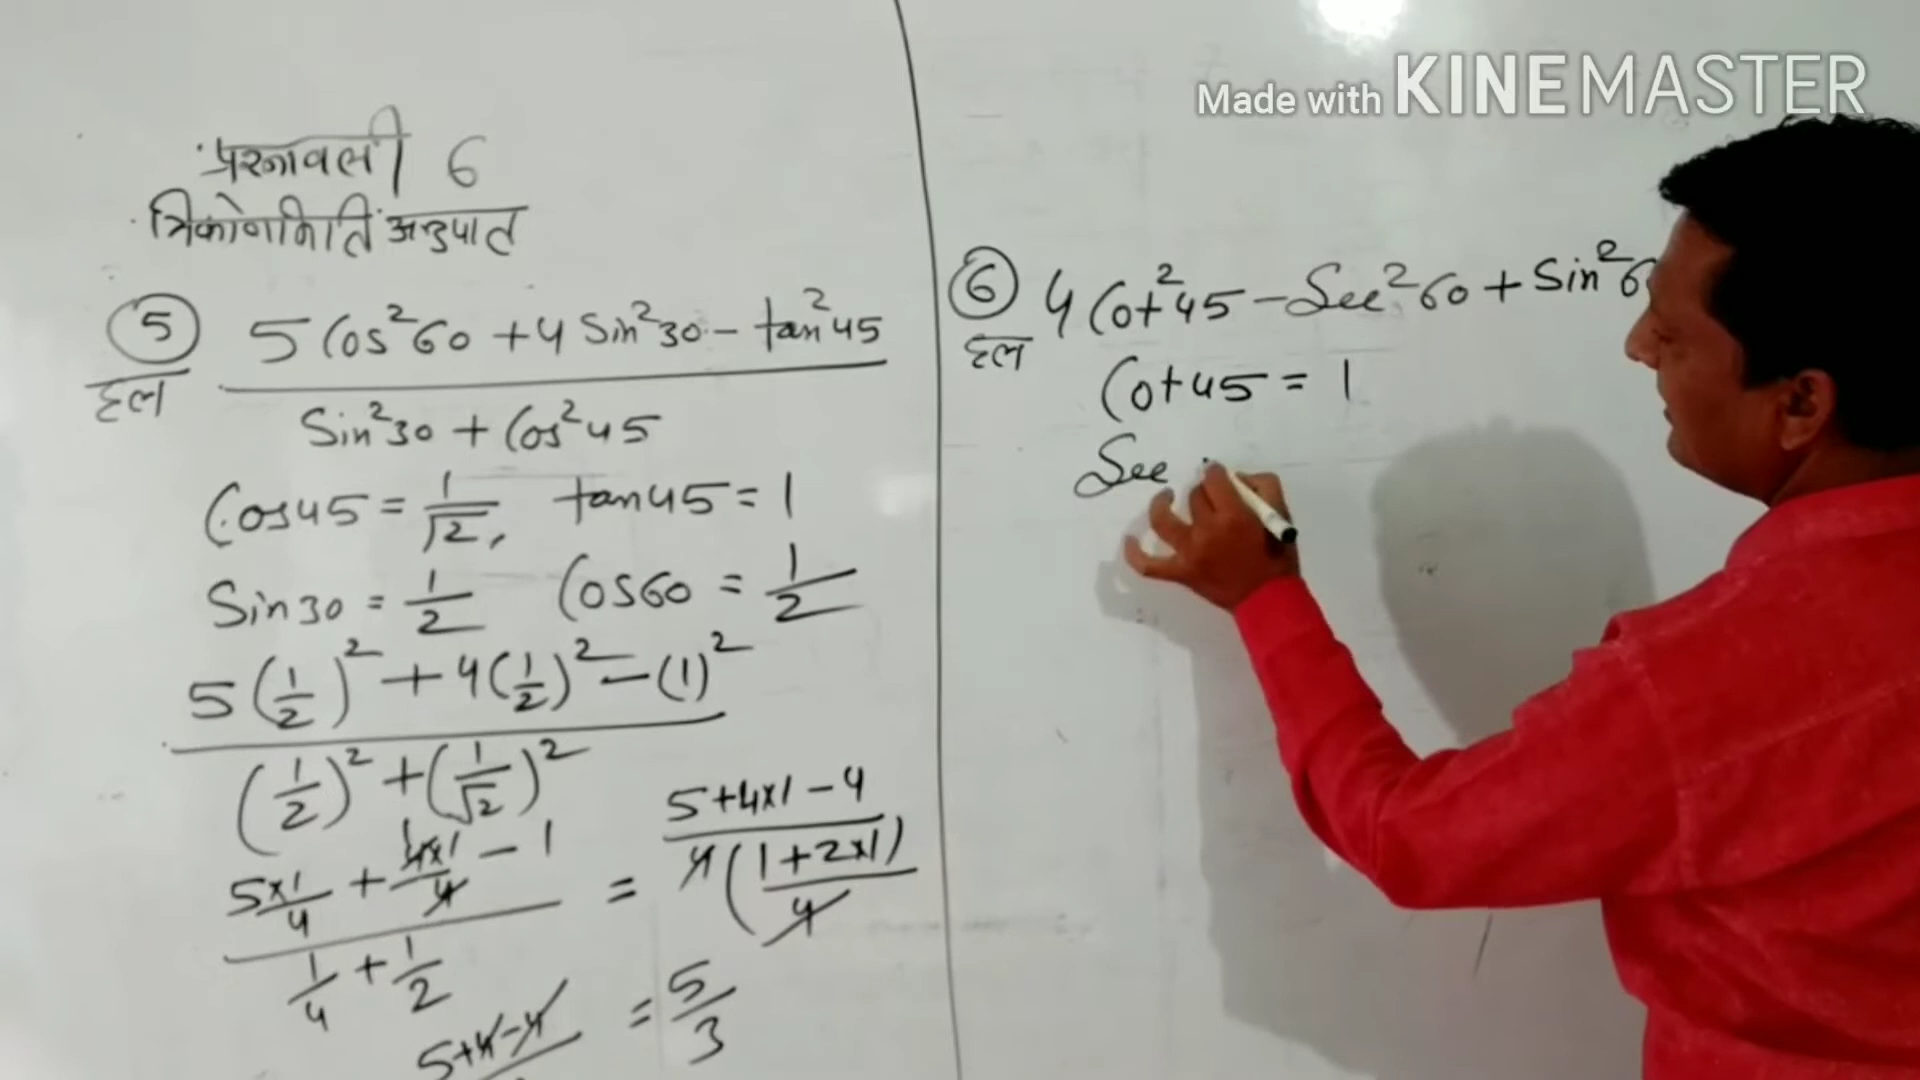 Made with KINEMASTER
प्रश्नावली 6
त्रिकोणमिति अनुपात
⑤ 5 Cos²60 + 4 Sin²30 - tan²45
हल
Sin²30 + Cos²45
Cos45 = 1/√2, tan45 = 1
Sin30 = 1/2 Cos60 = 1/2
5(1/2)² + 4(1/2)² - (1)²
(1/2)² + (1/√2)²
5×1/4 + 4×1/4 - 1
1/4 + 1/2
= 5+4×1-4
4(1+2×1)/4
5+4-4
= 5/3
⑥ 4 Cot²45 - Sec²60 + Sin²6
हल
Cot45 = 1
Sec